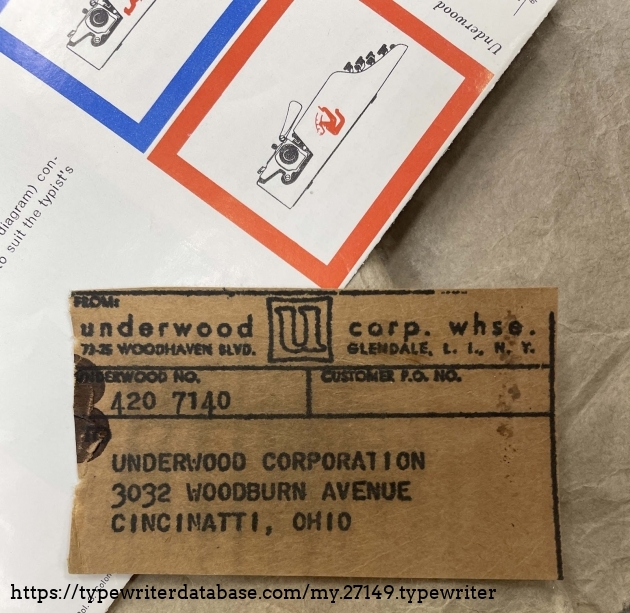 Underwood
diagram) con-
to suit the typist's
FROM:
underwood u corp. whse.
73-35 WOODHAVEN BLVD. GLENDALE, L. I., N. Y.
UNDERWOOD NO. CUSTOMER P.O. NO.
420 7140
UNDERWOOD CORPORATION
3032 WOODBURN AVENUE
CINCINATTI, OHIO
https://typewriterdatabase.com/my.27149.typewriter